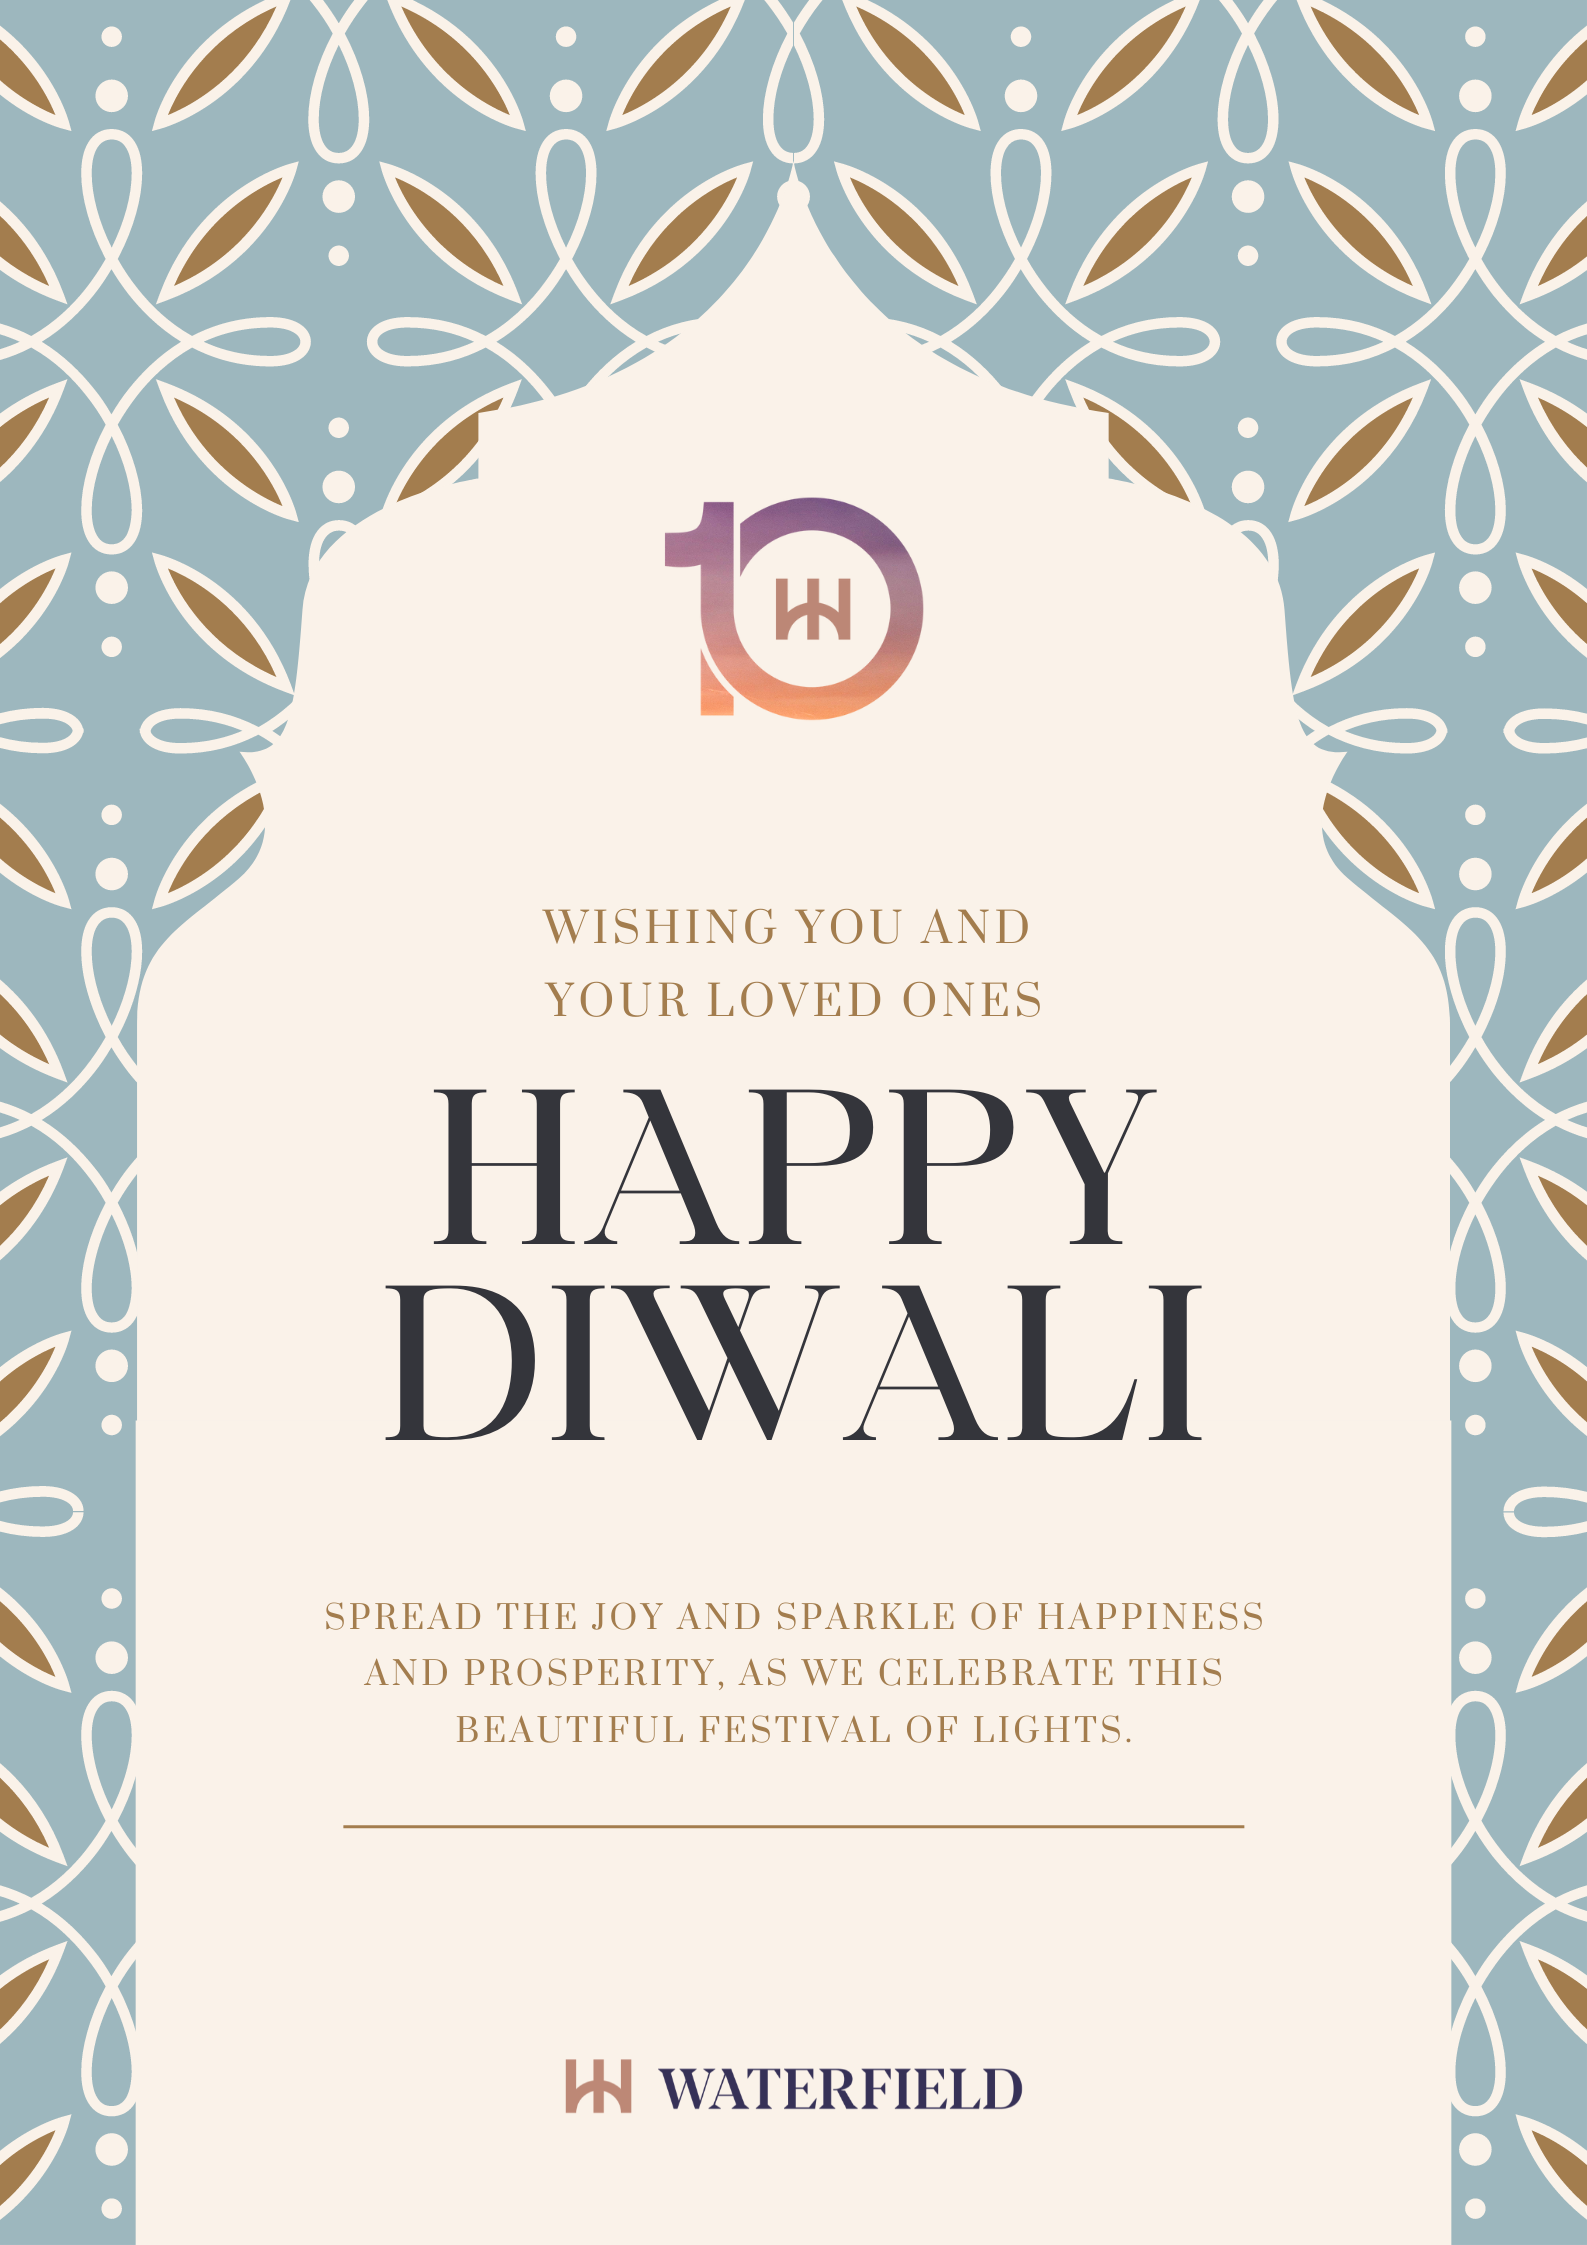 10
WISHING YOU AND
YOUR LOVED ONES
HAPPY
DIWALI
SPREAD THE JOY AND SPARKLE OF HAPPINESS
AND PROSPERITY, AS WE CELEBRATE THIS
BEAUTIFUL FESTIVAL OF LIGHTS.
WATERFIELD